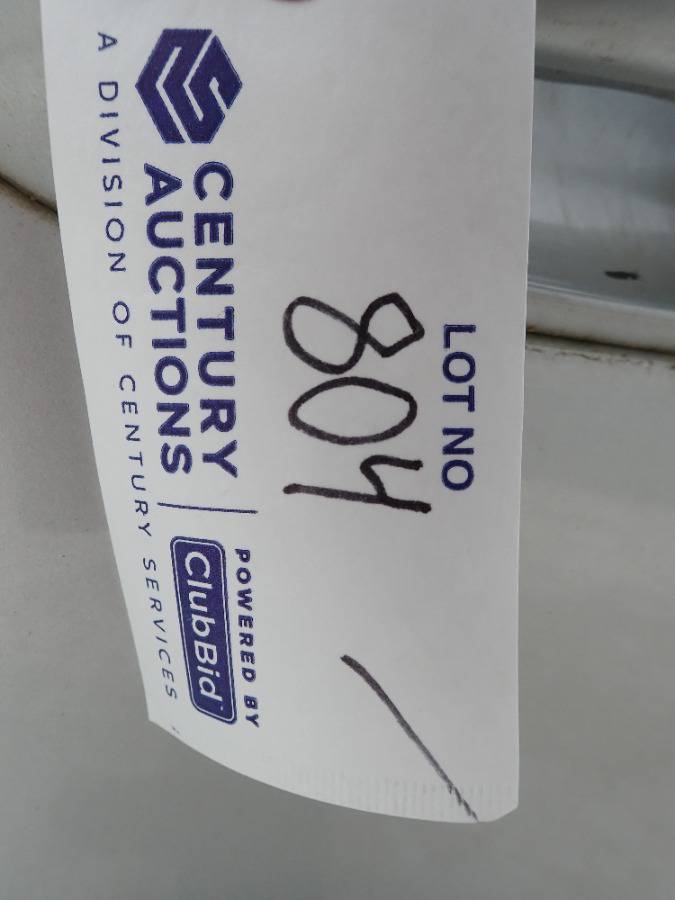 LOT NO
804
CENTURY
AUCTIONS
POWERED BY
ClubBid
A DIVISION OF CENTURY SERVICES